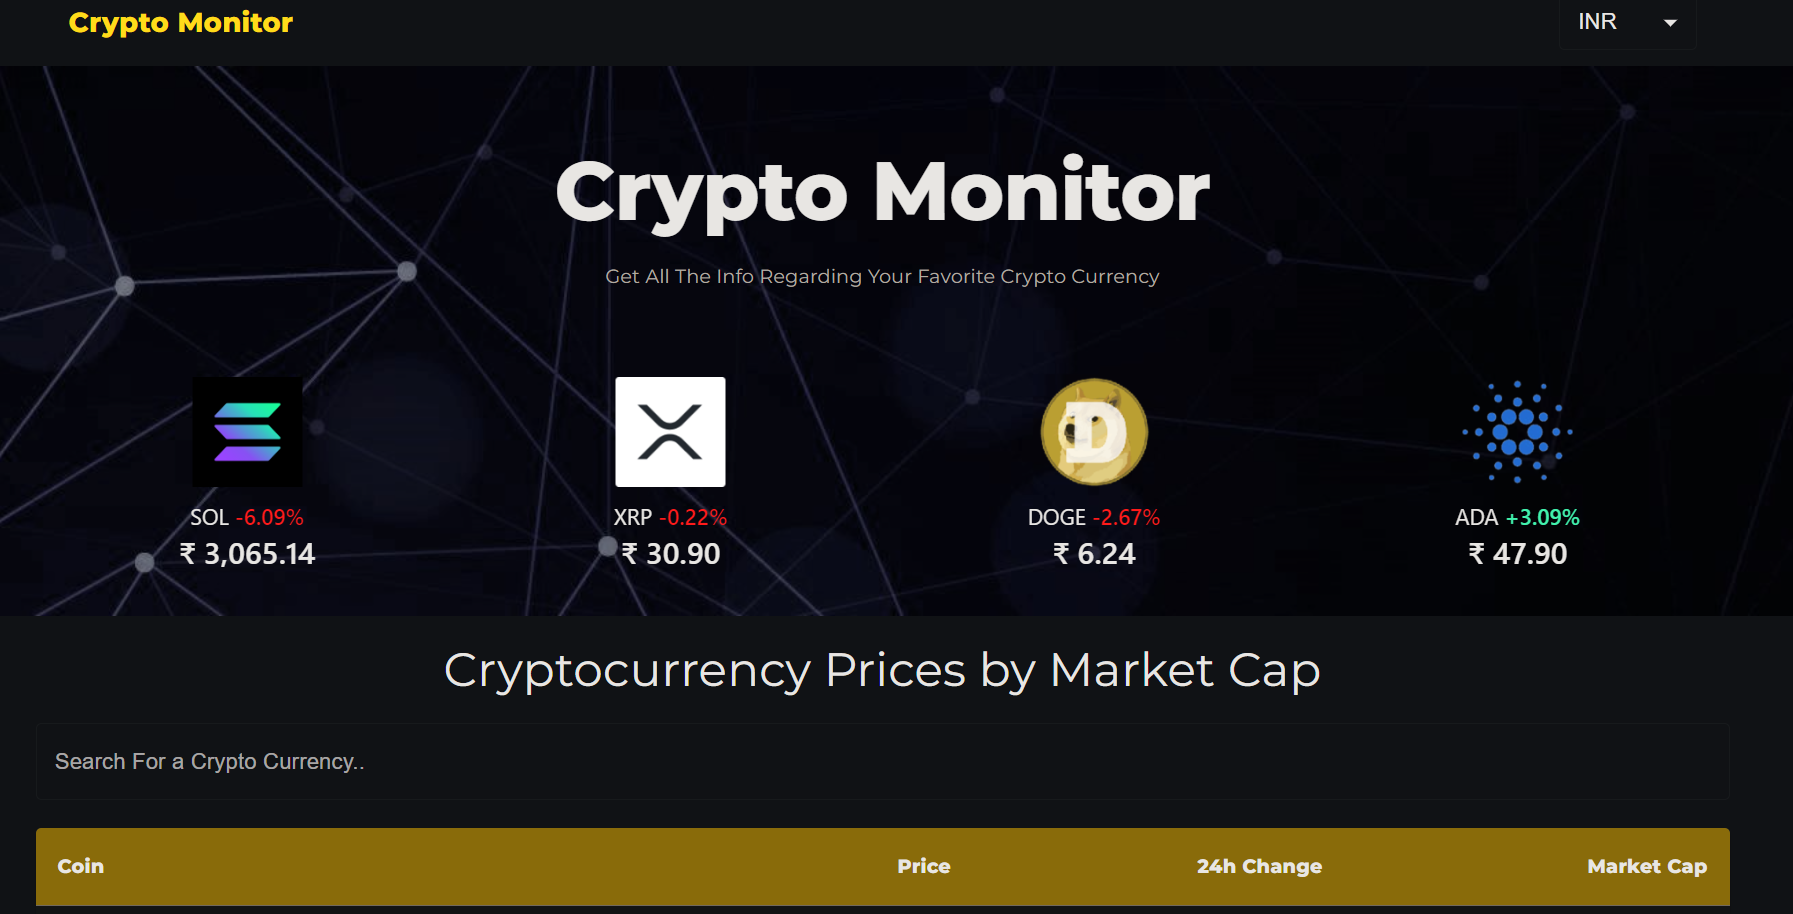 Crypto Monitor
INR
Crypto Monitor
Get All The Info Regarding Your Favorite Crypto Currency
D
SOL -6.09%
₹ 3,065.14
XRP -0.22%
₹ 30.90
DOGE -2.67%
₹ 6.24
ADA +3.09%
₹ 47.90
Cryptocurrency Prices by Market Cap
Search For a Crypto Currency..
Coin Price 24h Change Market Cap